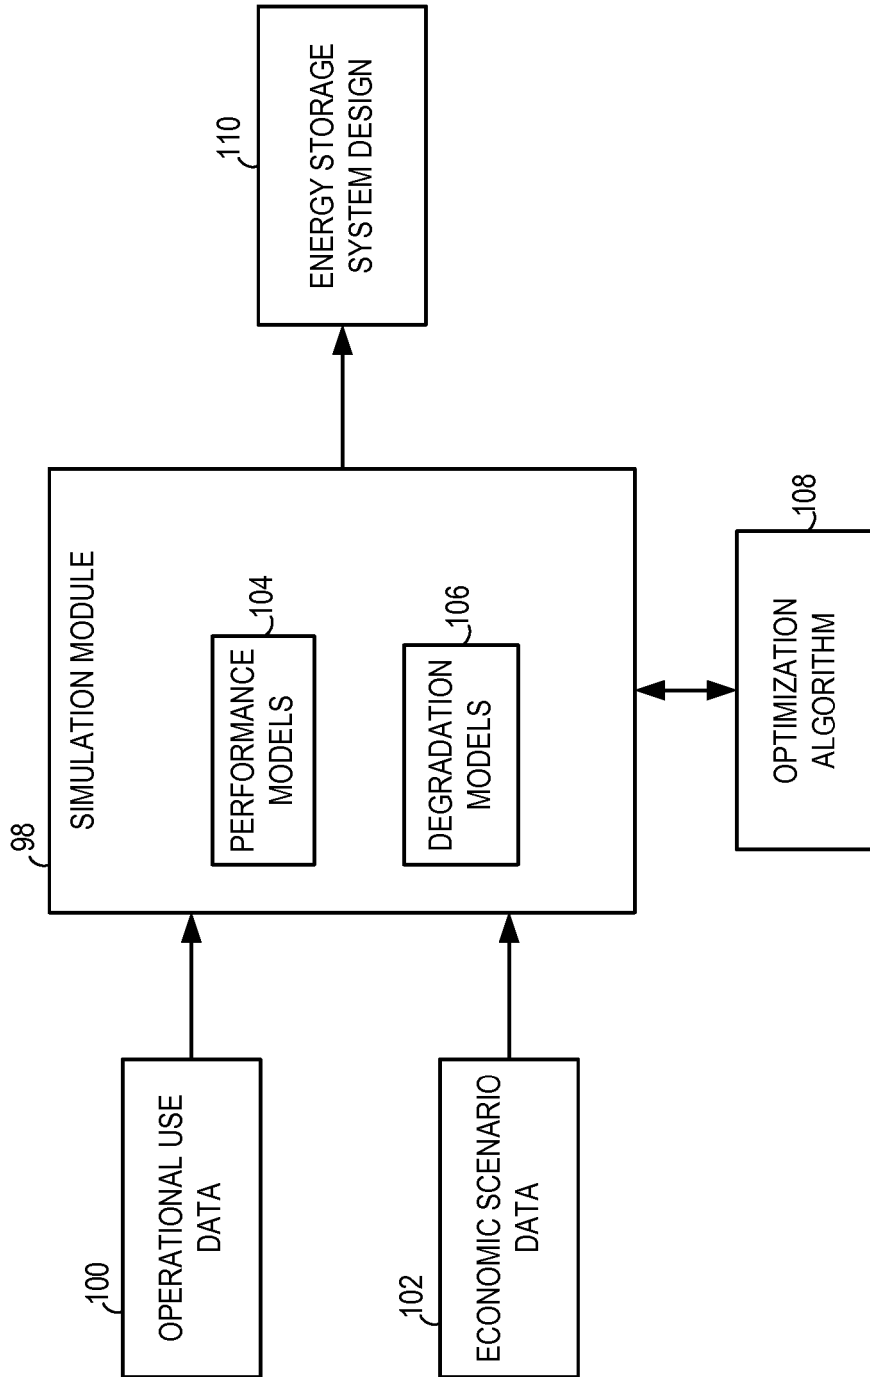 98
SIMULATION MODULE
100
OPERATIONAL USE
DATA
104
PERFORMANCE
MODELS
110
ENERGY STORAGE
SYSTEM DESIGN
102
ECONOMIC SCENARIO
DATA
106
DEGRADATION
MODELS
108
OPTIMIZATION
ALGORITHM